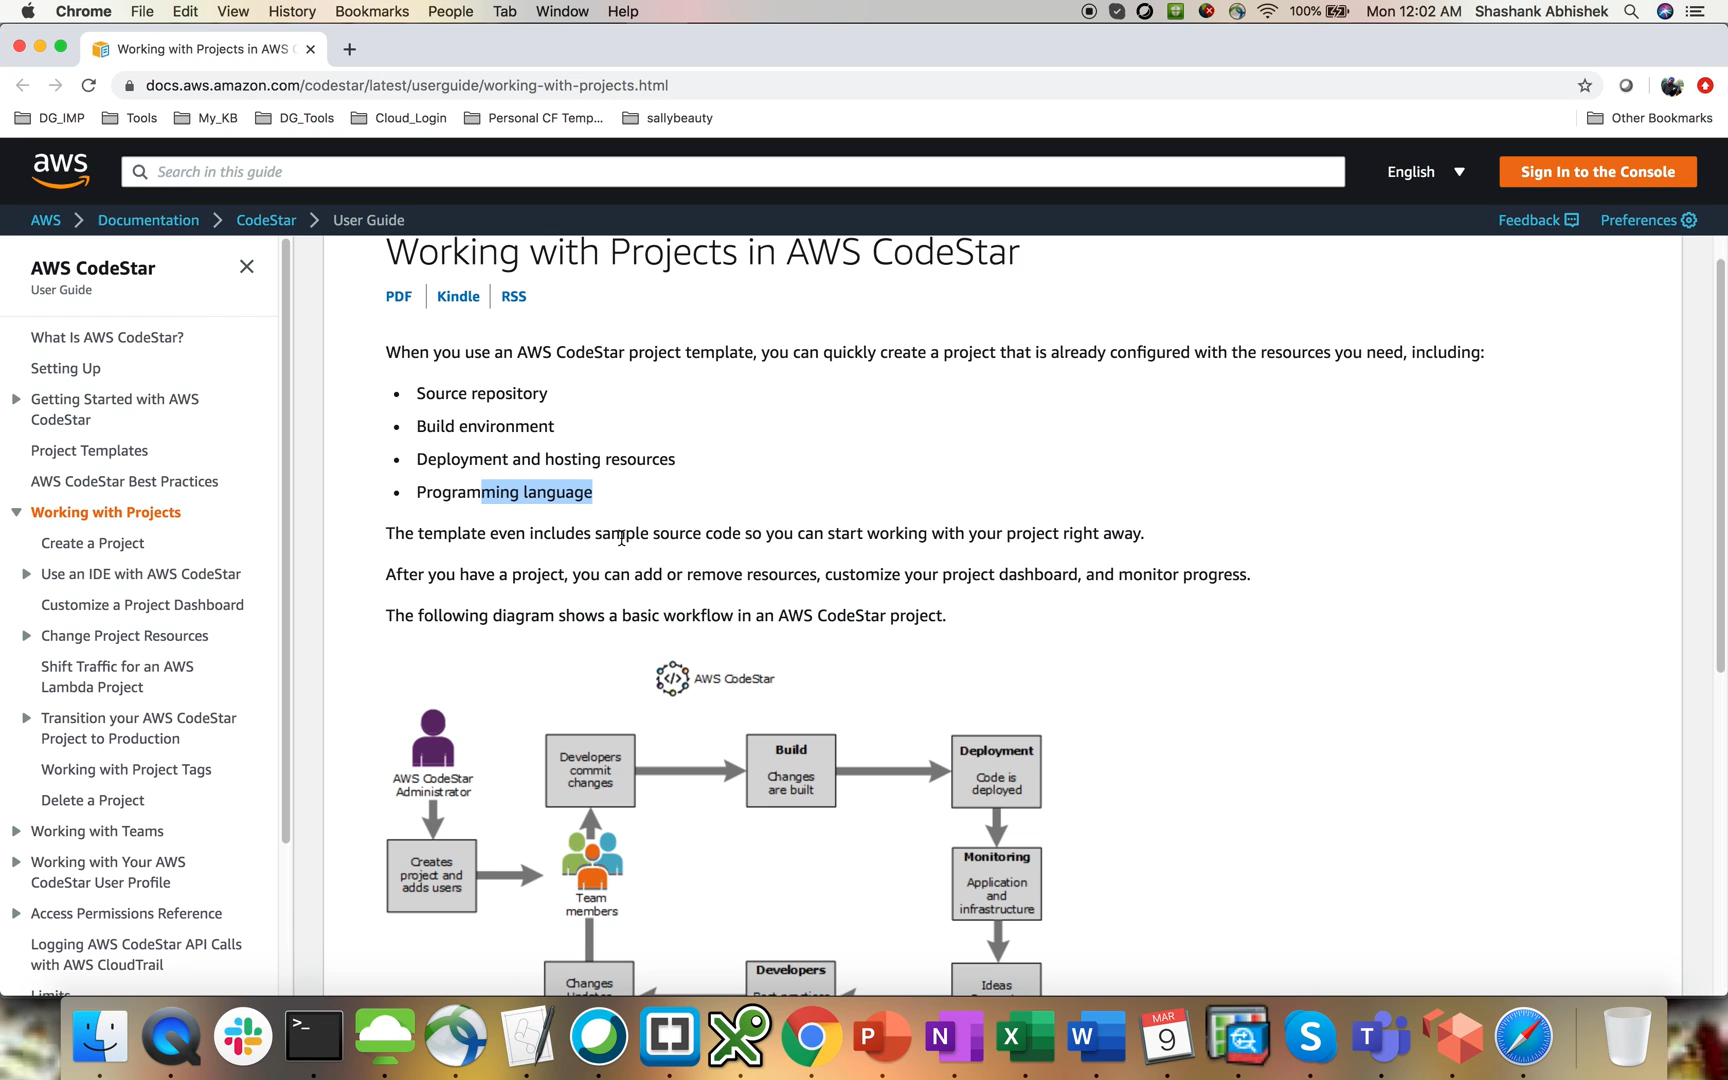 Chrome File Edit View History Bookmarks People Tab Window Help 100% Mon 12:02 AM Shashank Abhishek
Working with Projects in AWS C
docs.aws.amazon.com/codestar/latest/userguide/working-with-projects.html
DG_IMP Tools My_KB DG_Tools Cloud_Login Personal CF Temp... sallybeauty Other Bookmarks
aws Search in this guide English Sign In to the Console
AWS Documentation CodeStar User Guide Feedback Preferences
AWS CodeStar
User Guide
What Is AWS CodeStar?
Setting Up
Getting Started with AWS
CodeStar
Project Templates
AWS CodeStar Best Practices
Working with Projects
Create a Project
Use an IDE with AWS CodeStar
Customize a Project Dashboard
Change Project Resources
Shift Traffic for an AWS
Lambda Project
Transition your AWS CodeStar
Project to Production
Working with Project Tags
Delete a Project
Working with Teams
Working with Your AWS
CodeStar User Profile
Access Permissions Reference
Logging AWS CodeStar API Calls
with AWS CloudTrail
Limits
Working with Projects in AWS CodeStar
PDF Kindle RSS
When you use an AWS CodeStar project template, you can quickly create a project that is already configured with the resources you need, including:
• Source repository
• Build environment
• Deployment and hosting resources
• Programming language
The template even includes sample source code so you can start working with your project right away.
After you have a project, you can add or remove resources, customize your project dashboard, and monitor progress.
The following diagram shows a basic workflow in an AWS CodeStar project.
</> AWS CodeStar
AWS CodeStar
Administrator
Creates
project and
adds users
Developers
commit
changes
Team
members
Build
Changes
are built
Deployment
Code is
deployed
Monitoring
Application
and
infrastructure
Changes
Developers
Ideas
>_
P N X W
MAR
9
S T